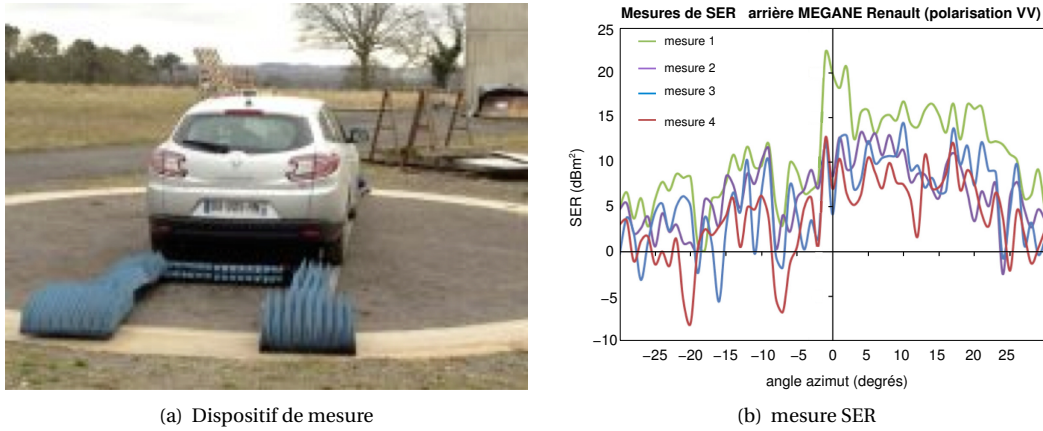 Mesures de SER arrière MEGANE Renault (polarisation VV)
25
mesure 1
20
mesure 2
mesure 3
15
mesure 4
10
5
0
−5
−10
SER (dBm²)
−25 −20 −15 −10 −5 0 5 10 15 20 25
angle azimut (degrés)
(a) Dispositif de mesure
(b) mesure SER